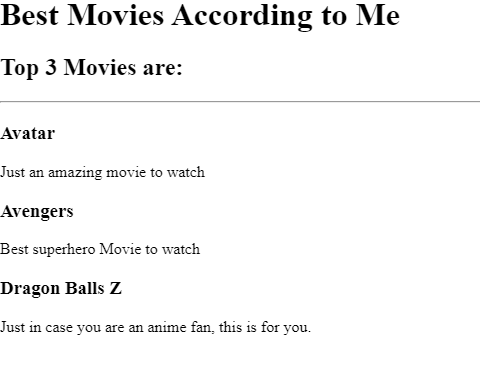 Best Movies According to Me
Top 3 Movies are:
Avatar
Just an amazing movie to watch
Avengers
Best superhero Movie to watch
Dragon Balls Z
Just in case you are an anime fan, this is for you.